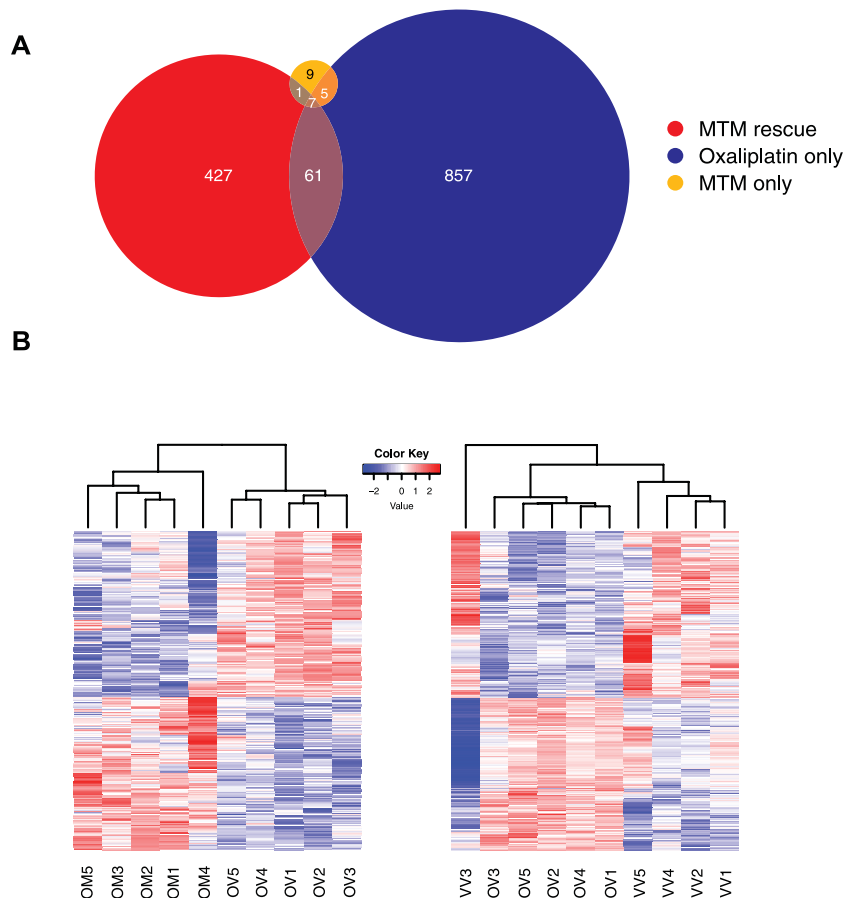 A
9
1
5
7
427
61
857
MTM rescue
Oxaliplatin only
MTM only
B
Color Key
−2 0 1 2
Value
OM5 OM3 OM2 OM1 OM4 OV5 OV4 OV1 OV2 OV3
VV3 OV3 OV5 OV2 OV4 OV1 VV5 VV4 VV2 VV1